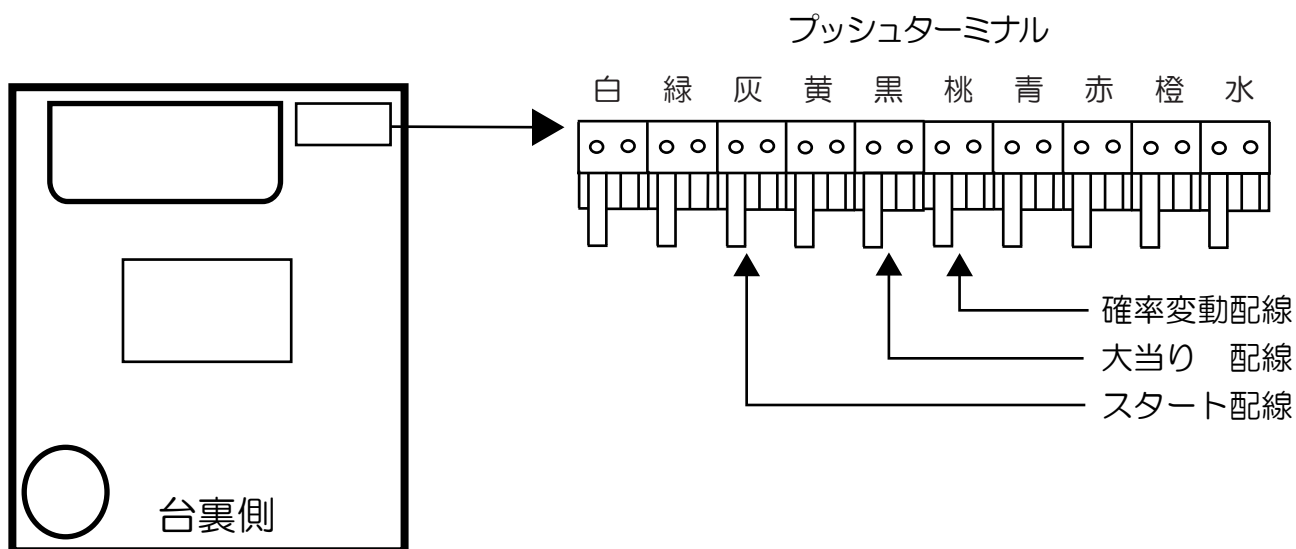 プッシュターミナル
白 緑 灰 黄 黒 桃 青 赤 橙 水
確率変動配線
大当り　配線
スタート配線
台裏側